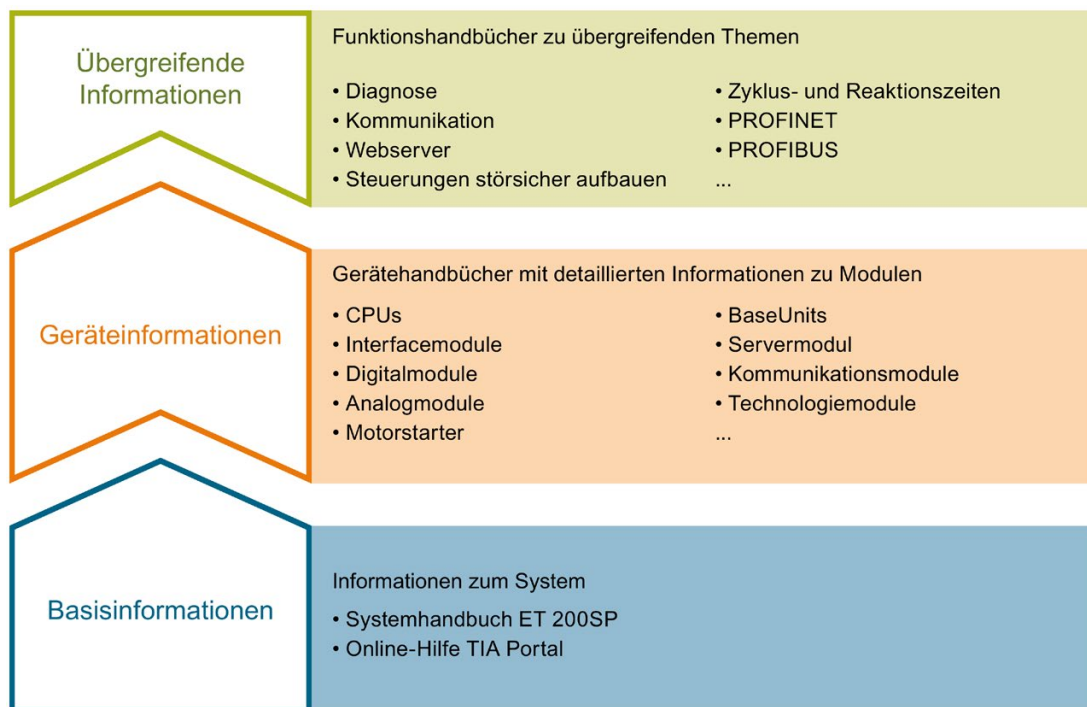 Übergreifende
Informationen
Funktionshandbücher zu übergreifenden Themen
• Diagnose
• Kommunikation
• Webserver
• Steuerungen störsicher aufbauen
• Zyklus- und Reaktionszeiten
• PROFINET
• PROFIBUS
...
Geräteinformationen
Gerätehandbücher mit detaillierten Informationen zu Modulen
• CPUs
• Interfacemodule
• Digitalmodule
• Analogmodule
• Motorstarter
• BaseUnits
• Servermodul
• Kommunikationsmodule
• Technologiemodule
...
Basisinformationen
Informationen zum System
• Systemhandbuch ET 200SP
• Online-Hilfe TIA Portal